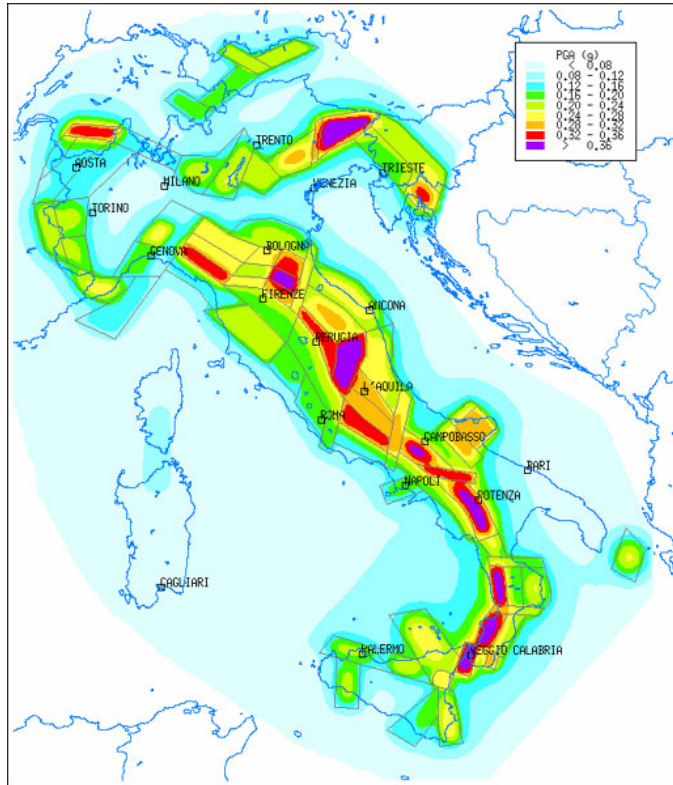 PGA (g)
< 0.08
0.08 - 0.12
0.12 - 0.16
0.16 - 0.20
0.20 - 0.24
0.24 - 0.28
0.28 - 0.32
0.32 - 0.36
> 0.36
TRENTO
AOSTA
TRIESTE
MILANO
VENEZIA
TORINO
BOLOGN
GENOVA
FIRENZE
ANCONA
PERUGIA
L'AQUILA
ROMA
CAMPOBASSO
BARI
NAPOLI
POTENZA
CAGLIARI
PALERMO
REGGIO CALABRIA